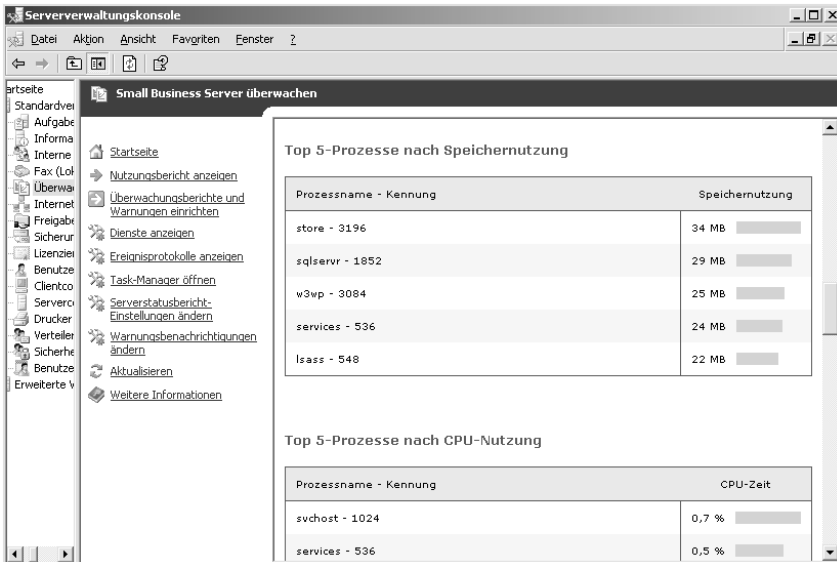 Serververwaltungskonsole
Datei Aktion Ansicht Favoriten Fenster ?
artseite
Standardver
Aufgabe
Informa
Interne
Fax (Lok
Überwa
Internet
Freigabe
Sicherur
Lizenzier
Benutze
Clientco
Serverco
Drucker
Verteiler
Sicherhe
Benutze
Erweiterte V
Small Business Server überwachen
Startseite
Nutzungsbericht anzeigen
Überwachungsberichte und
Warnungen einrichten
Dienste anzeigen
Ereignisprotokolle anzeigen
Task-Manager öffnen
Serverstatusbericht-
Einstellungen ändern
Warnungsbenachrichtigungen
ändern
Aktualisieren
Weitere Informationen
Top 5-Prozesse nach Speichernutzung
Prozessname - Kennung Speichernutzung
store - 3196 34 MB
sqlservr - 1852 29 MB
w3wp - 3084 25 MB
services - 536 24 MB
lsass - 548 22 MB
Top 5-Prozesse nach CPU-Nutzung
Prozessname - Kennung CPU-Zeit
svchost - 1024 0,7 %
services - 536 0,5 %